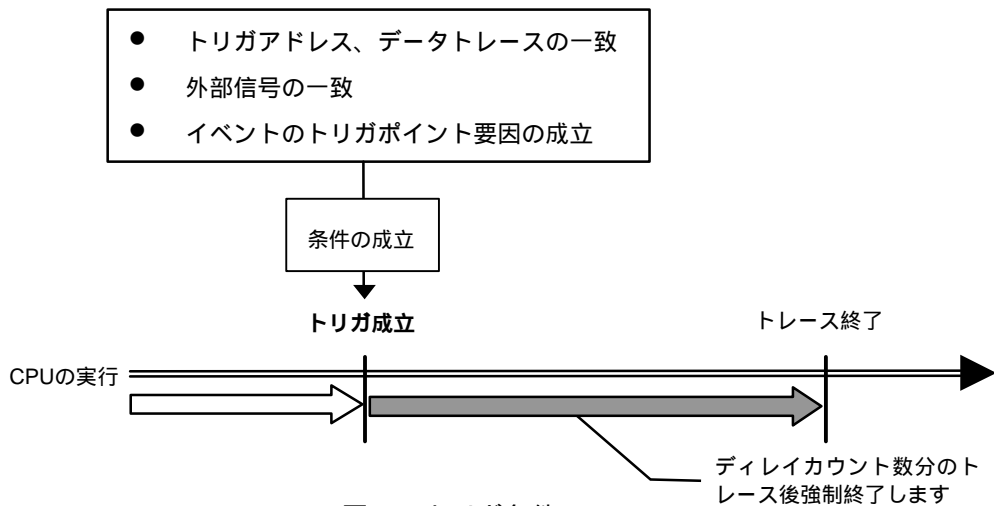 ● トリガアドレス、データトレースの一致
● 外部信号の一致
● イベントのトリガポイント要因の成立
条件の成立
トリガ成立
トレース終了
CPUの実行
ディレイカウント数分のト
レース後強制終了します